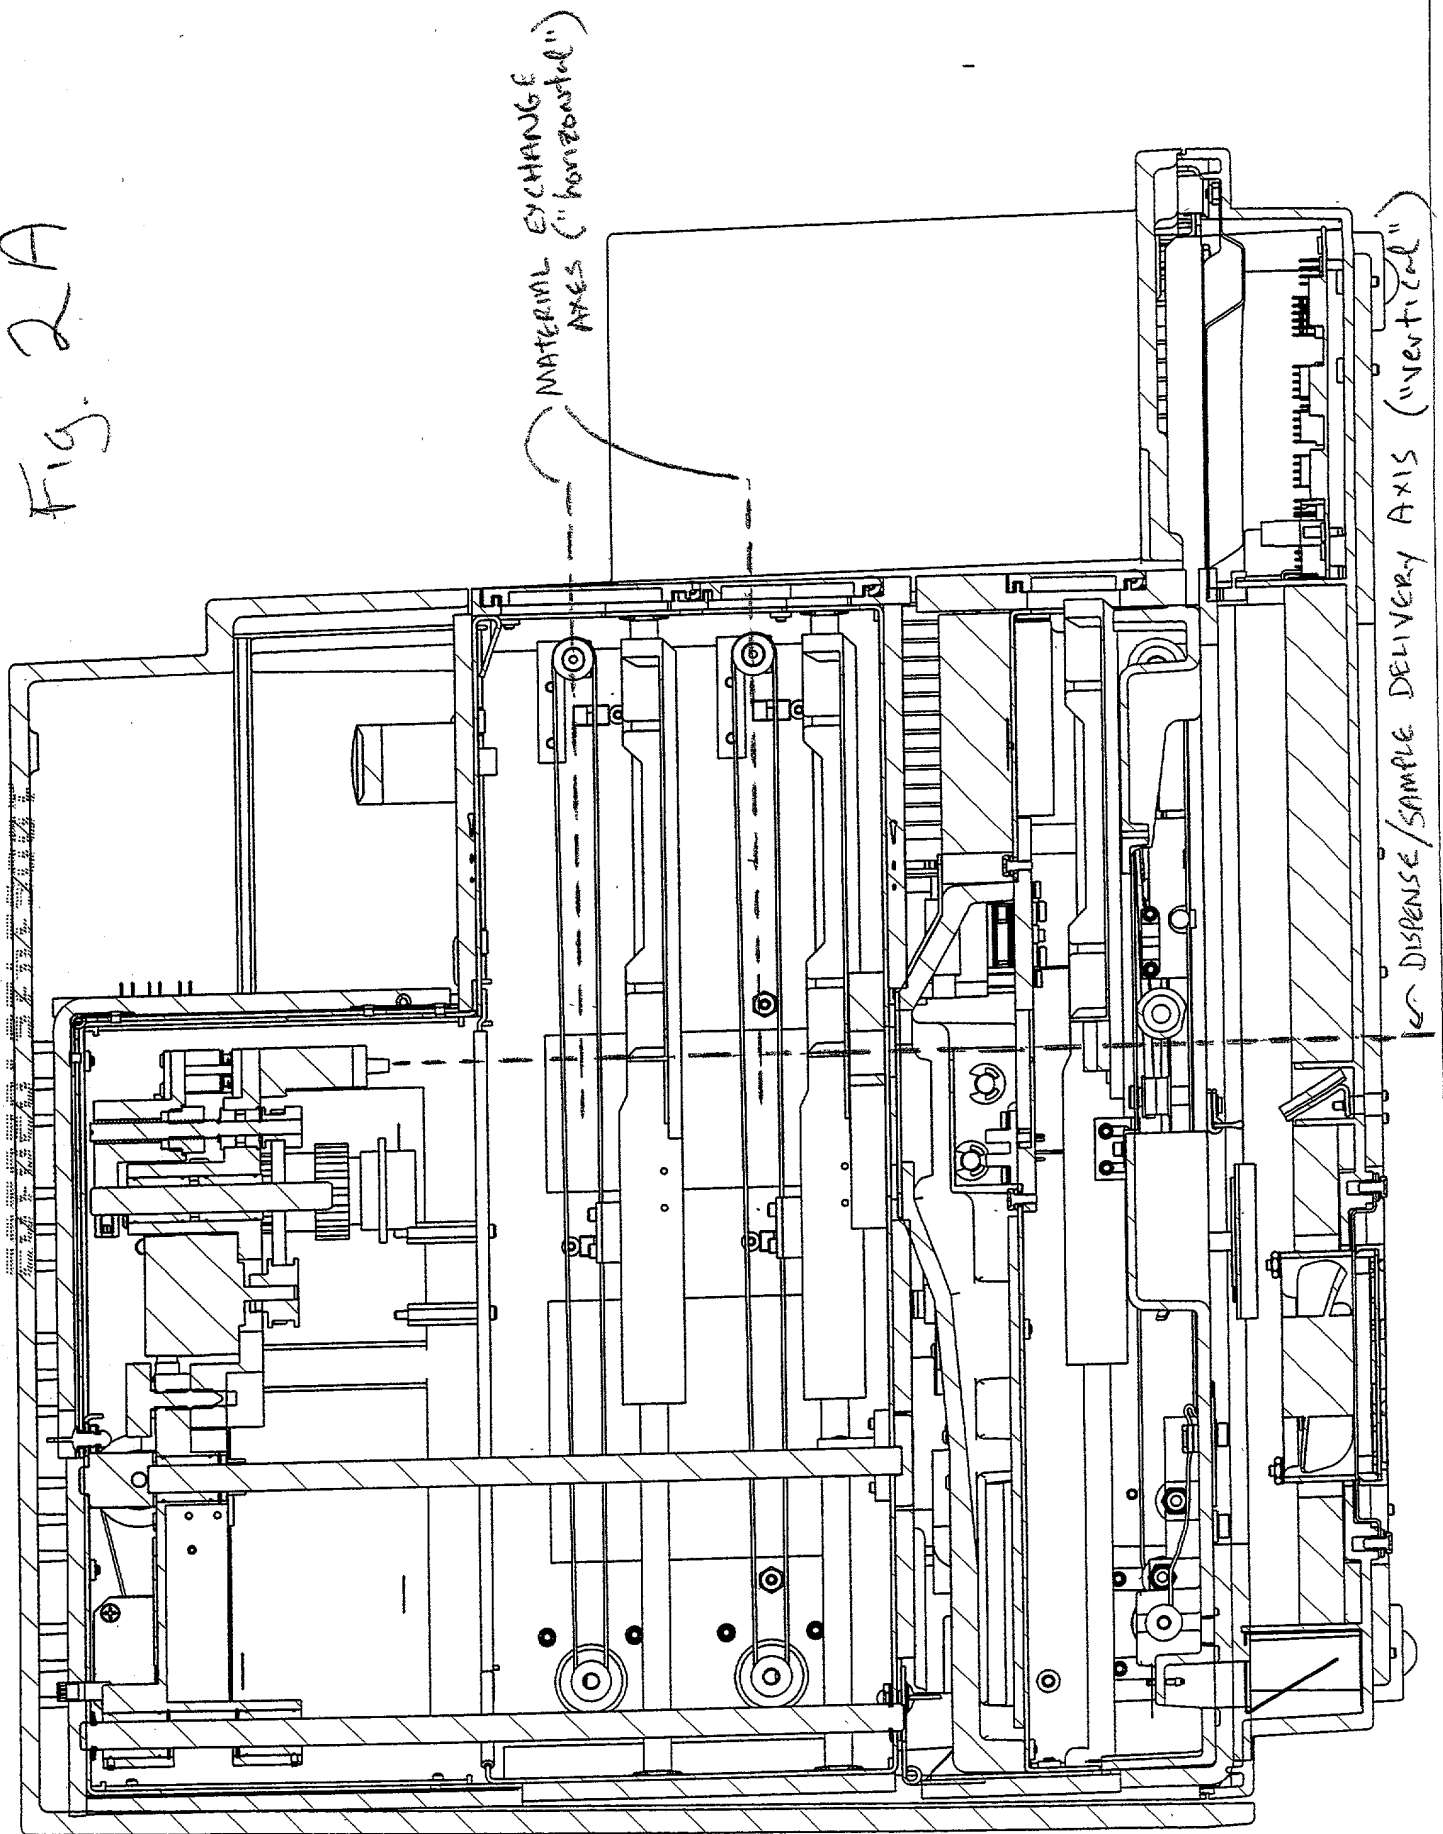 Fig. 2A
MATERIAL EXCHANGE
AXES ("horizontal")
DISPENSE/SAMPLE DELIVERY AXIS ("vertical")